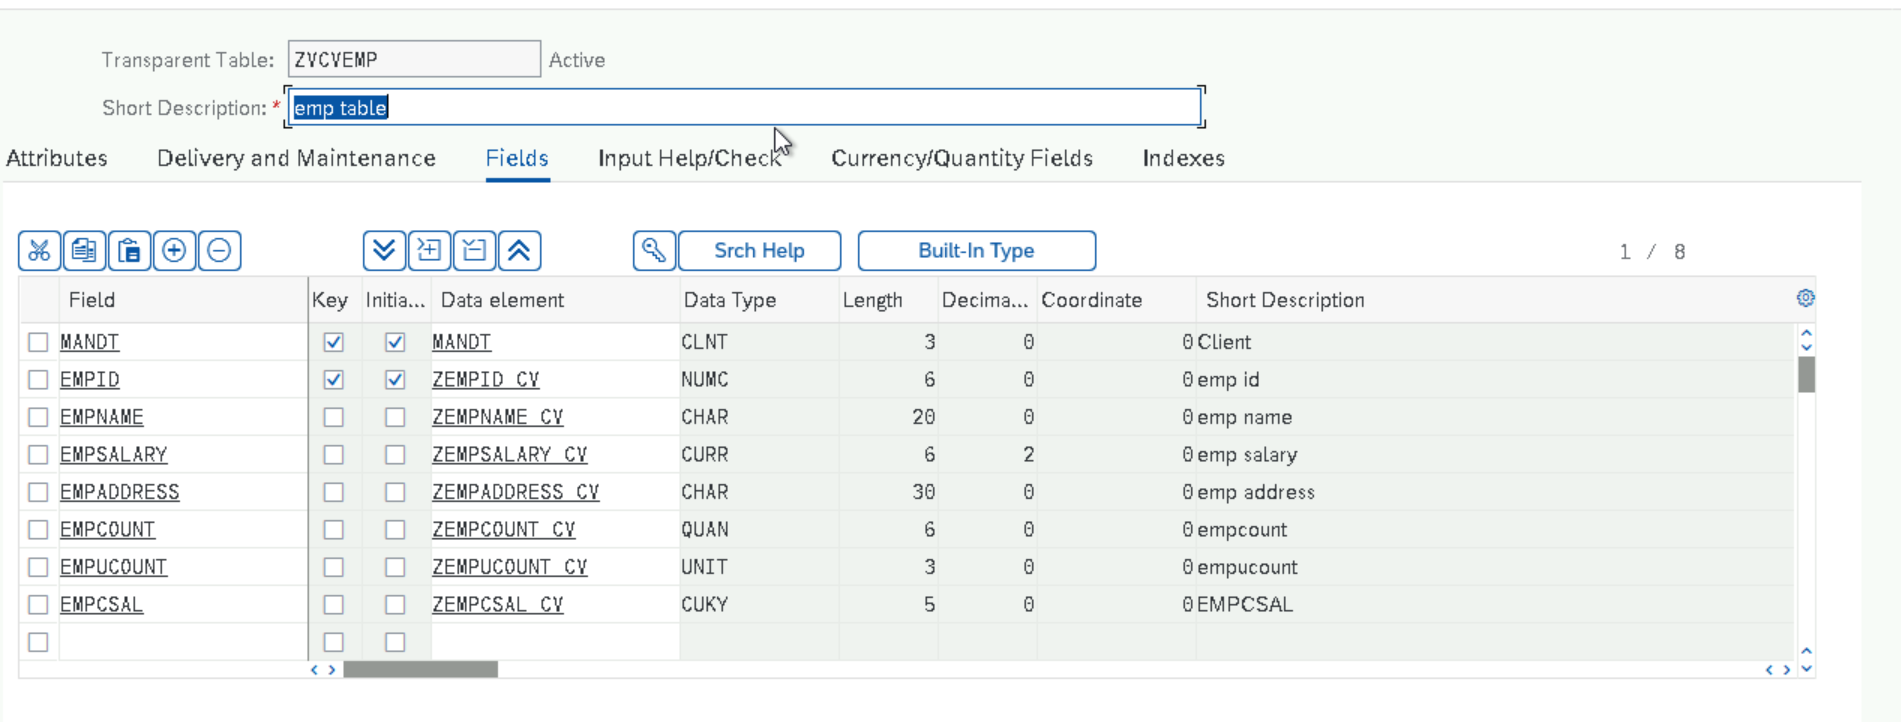 Transparent Table: ZVCVEMP Active
Short Description: * emp table
Attributes Delivery and Maintenance Fields Input Help/Check Currency/Quantity Fields Indexes
Srch Help Built-In Type 1 / 8
Field Key Initia... Data element Data Type Length Decima... Coordinate Short Description
MANDT MANDT CLNT 3 0 0 Client
EMPID ZEMPID_CV NUMC 6 0 0 emp id
EMPNAME ZEMPNAME_CV CHAR 20 0 0 emp name
EMPSALARY ZEMPSALARY_CV CURR 6 2 0 emp salary
EMPADDRESS ZEMPADDRESS_CV CHAR 30 0 0 emp address
EMPCOUNT ZEMPCOUNT_CV QUAN 6 0 0 empcount
EMPUCOUNT ZEMPUCOUNT_CV UNIT 3 0 0 empucount
EMPCSAL ZEMPCSAL_CV CUKY 5 0 0 EMPCSAL